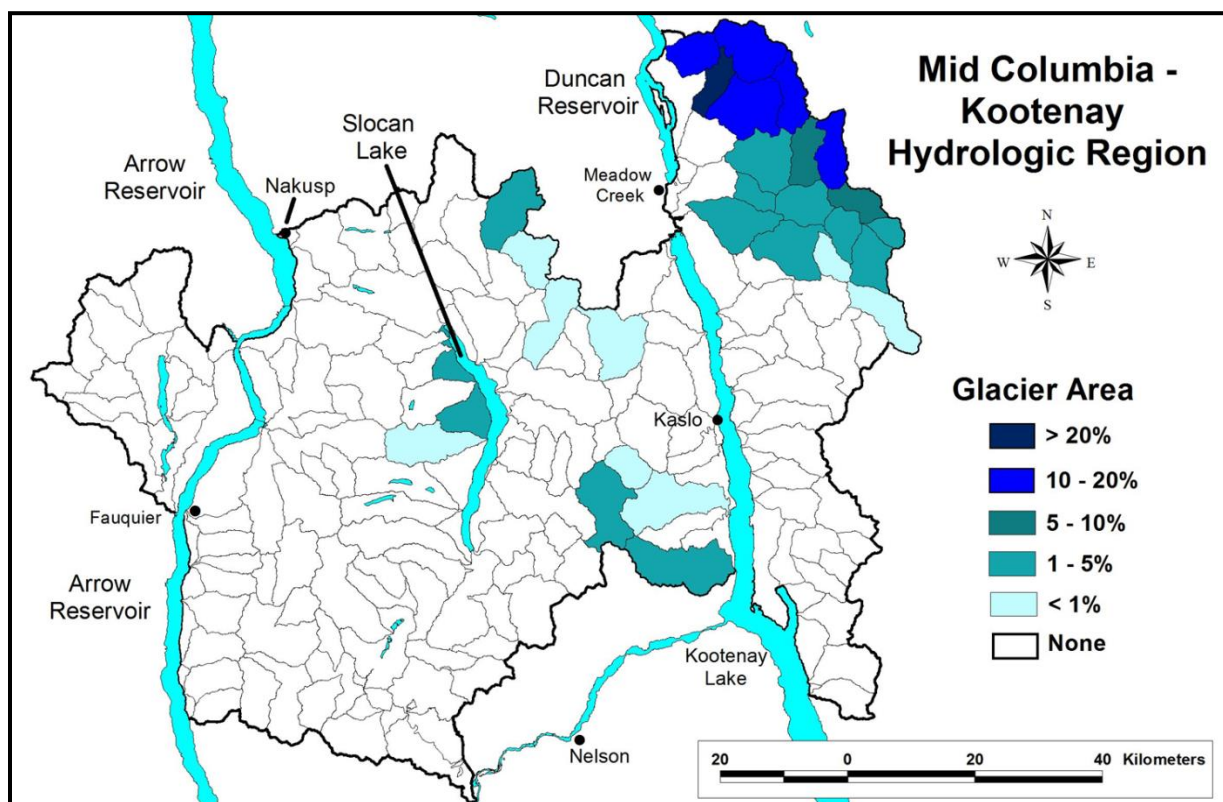 Mid Columbia -
Kootenay
Hydrologic Region
Duncan
Reservoir
Slocan
Lake
Arrow
Reservoir
Nakusp
Meadow
Creek
N
W
E
S
Glacier Area
> 20%
10 - 20%
5 - 10%
1 - 5%
< 1%
None
Kaslo
Fauquier
Arrow
Reservoir
Kootenay
Lake
Nelson
20 0 20 40 Kilometers